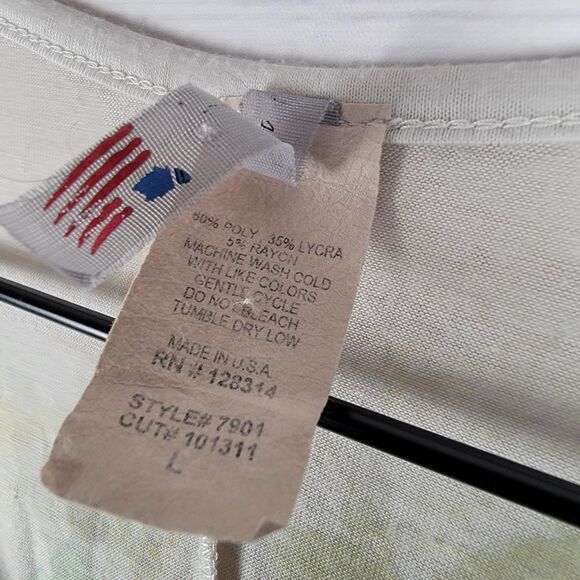 60% POLY 35% LYCRA
5% RAYON
MACHINE WASH COLD
WITH LIKE COLORS
GENTLE CYCLE
DO NOT BLEACH
TUMBLE DRY LOW
MADE IN U.S.A.
RN # 128314
STYLE# 7901
CUT# 101311
L